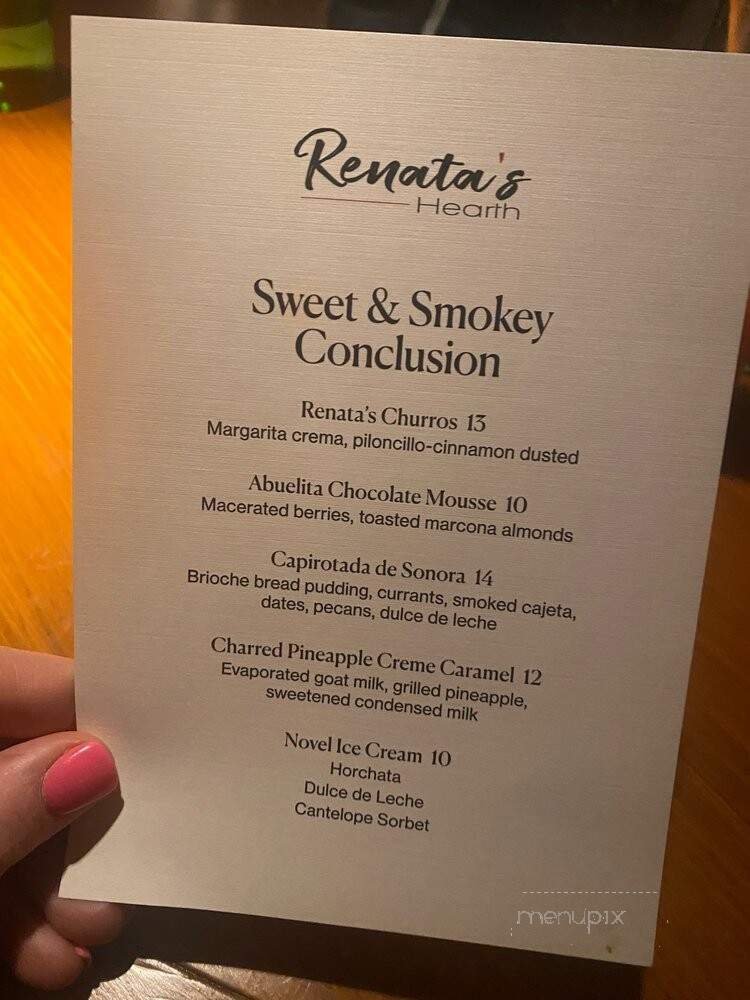 Renata's
Hearth
Sweet & Smokey
Conclusion
Renata's Churros 13
Margarita crema, piloncillo-cinnamon dusted
Abuelita Chocolate Mousse 10
Macerated berries, toasted marcona almonds
Capirotada de Sonora 14
Brioche bread pudding, currants, smoked cajeta,
dates, pecans, dulce de leche
Charred Pineapple Creme Caramel 12
Evaporated goat milk, grilled pineapple,
sweetened condensed milk
Novel Ice Cream 10
Horchata
Dulce de Leche
Cantelope Sorbet
menupix